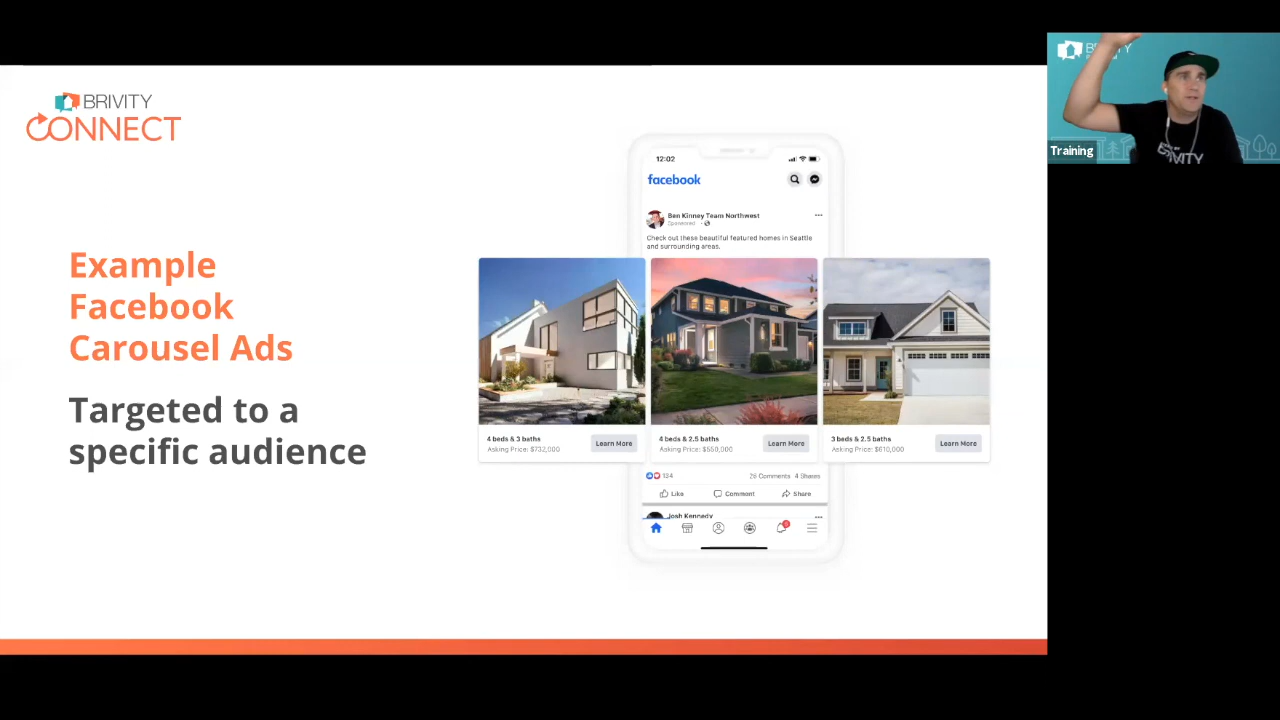 BRIVITY
CONNECT
Example
Facebook
Carousel Ads
Targeted to a
specific audience
12:02
facebook
Ben Kinney Team Northwest
Sponsored
Check out these beautiful featured homes in Seattle
and surrounding areas.
4 beds & 3 baths
Asking Price: $732,000
Learn More
4 beds & 2.5 baths
Asking Price: $550,000
Learn More
3 beds & 2.5 baths
Asking Price: $610,000
Learn More
134
26 Comments 4 Shares
Like
Comment
Share
Josh Kennedy
Training